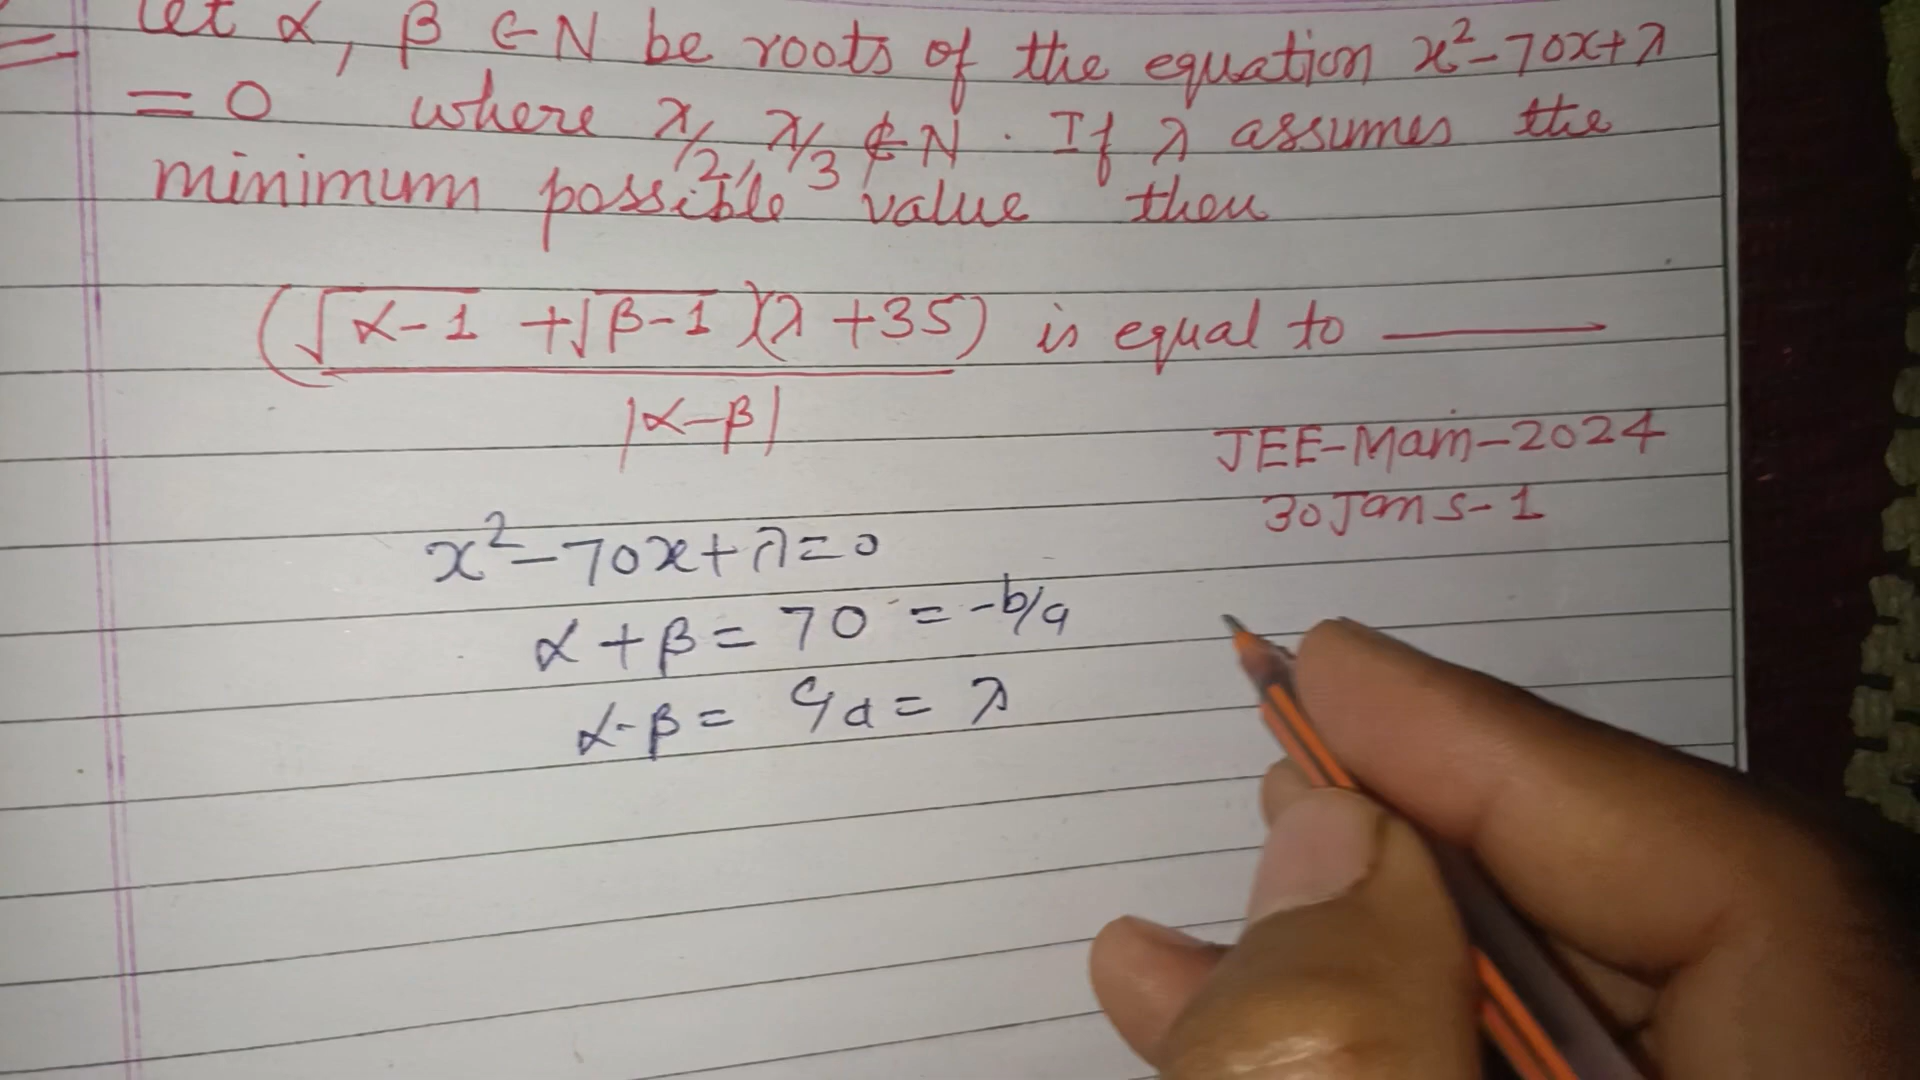 let α, β ∈ N be roots of the equation x²-70x+λ
= 0 where λ/2, λ/3 ∉ N. If λ assumes the
minimum possible value then
(√α-1 + √β-1)(λ+35) is equal to ———
|α-β|
JEE-Main-2024
30 Jan S-1
x²-70x+λ=0
α+β = 70 = -b/a
α-β = c/a = λ